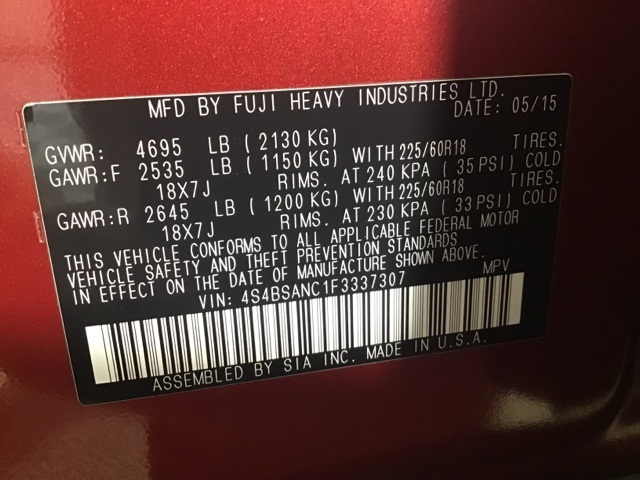 MFD BY FUJI HEAVY INDUSTRIES LTD.
DATE: 05/15
GVWR: 4695 LB ( 2130 KG)
GAWR:F 2535 LB ( 1150 KG) WITH 225/60R18 TIRES.
18X7J RIMS. AT 240 KPA ( 35 PSI) COLD
GAWR:R 2645 LB ( 1200 KG) WITH 225/60R18 TIRES.
18X7J RIMS. AT 230 KPA ( 33 PSI) COLD
THIS VEHICLE CONFORMS TO ALL APPLICABLE FEDERAL MOTOR
VEHICLE SAFETY AND THEFT PREVENTION STANDARDS
IN EFFECT ON THE DATE OF MANUFACTURE SHOWN ABOVE.
VIN: 4S4BSANC1F3337307 MPV
ASSEMBLED BY SIA INC. MADE IN U.S.A.